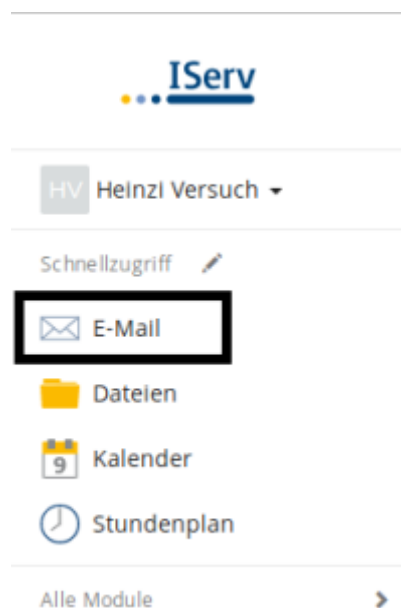 IServ
HV Heinzi Versuch
Schnellzugriff
E-Mail
Dateien
9 Kalender
Stundenplan
Alle Module